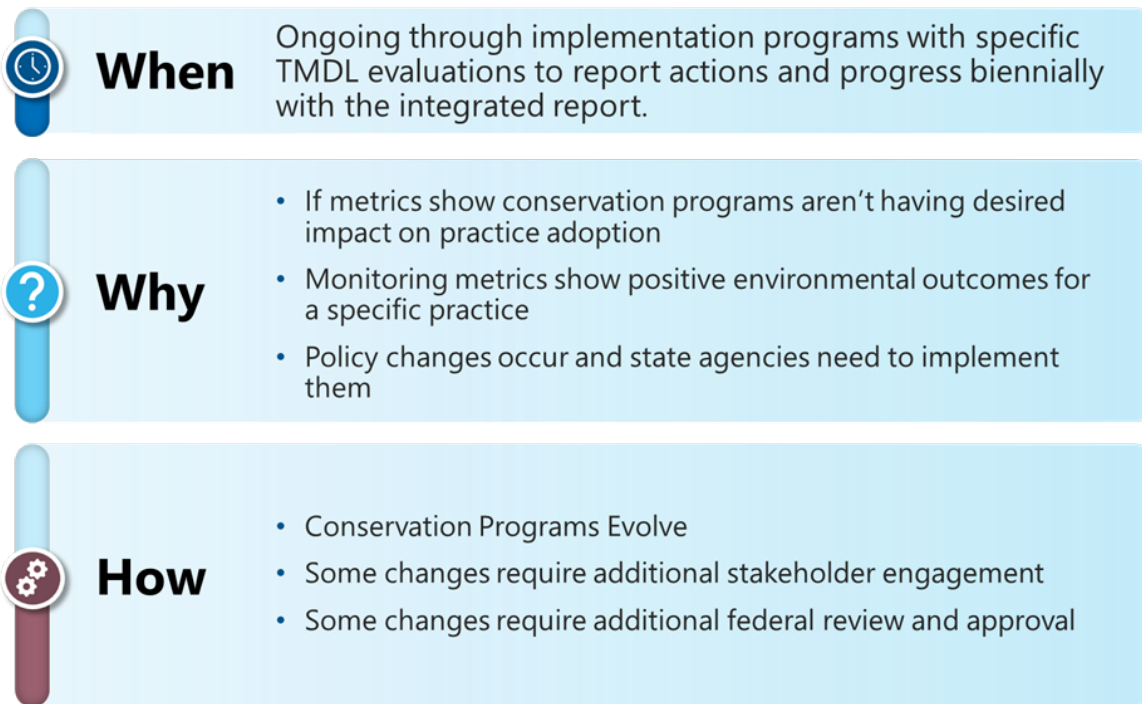 When
Ongoing through implementation programs with specific
TMDL evaluations to report actions and progress biennially
with the integrated report.
?
Why
• If metrics show conservation programs aren't having desired
impact on practice adoption
• Monitoring metrics show positive environmental outcomes for
a specific practice
• Policy changes occur and state agencies need to implement
them
How
• Conservation Programs Evolve
• Some changes require additional stakeholder engagement
• Some changes require additional federal review and approval